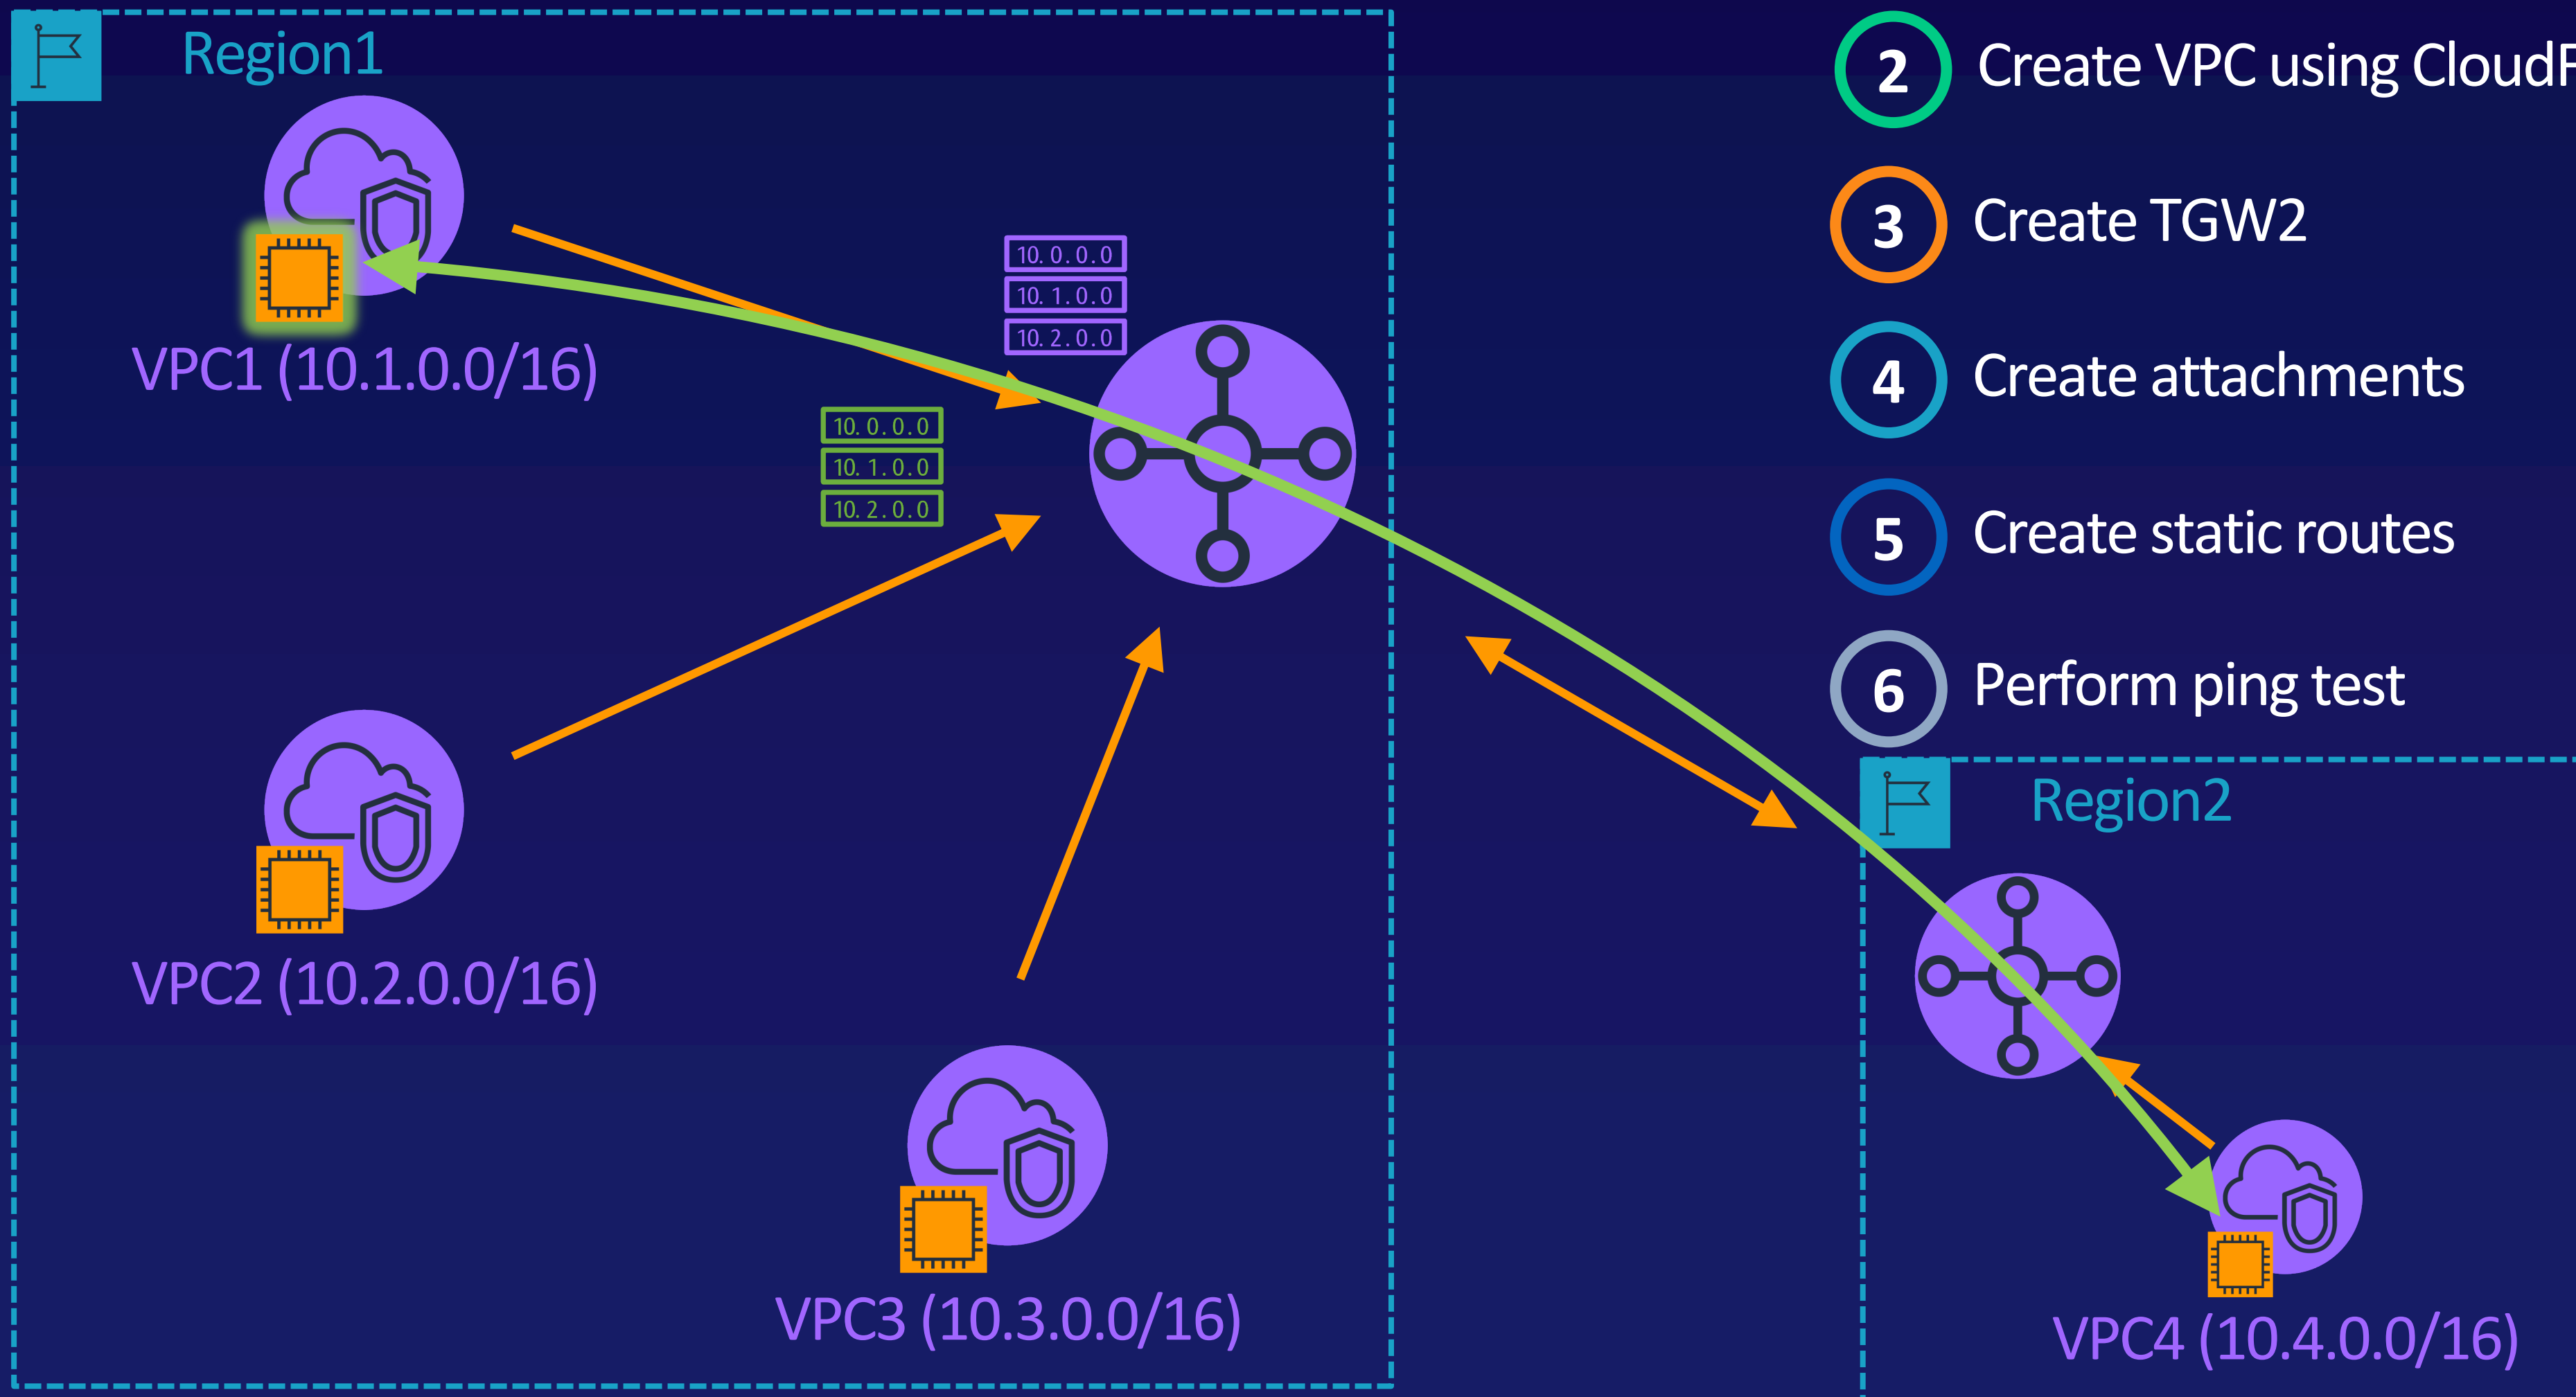 Region1
2 Create VPC using CloudF
3 Create TGW2
4 Create attachments
5 Create static routes
6 Perform ping test
10.0.0.0
10.1.0.0
10.2.0.0
VPC1 (10.1.0.0/16)
10.0.0.0
10.1.0.0
10.2.0.0
VPC2 (10.2.0.0/16)
VPC3 (10.3.0.0/16)
Region2
VPC4 (10.4.0.0/16)